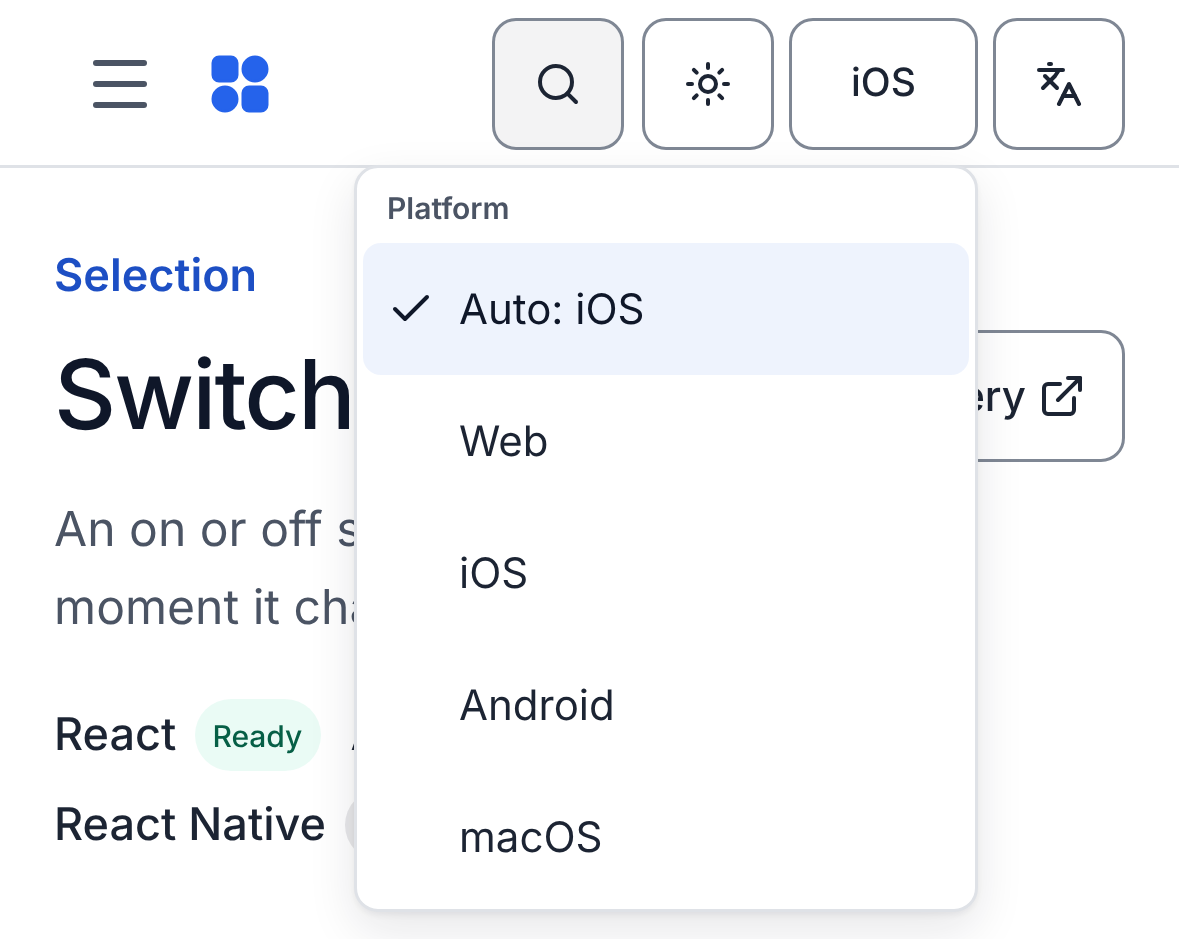 iOS
Platform
Auto: iOS
Web
iOS
Android
macOS
Selection
Switch
An on or off
moment it
React Ready
React Native